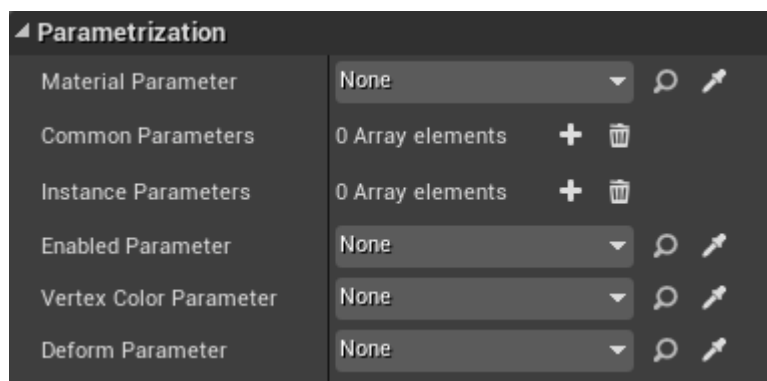 Parametrization
Material Parameter None
Common Parameters 0 Array elements
Instance Parameters 0 Array elements
Enabled Parameter None
Vertex Color Parameter None
Deform Parameter None